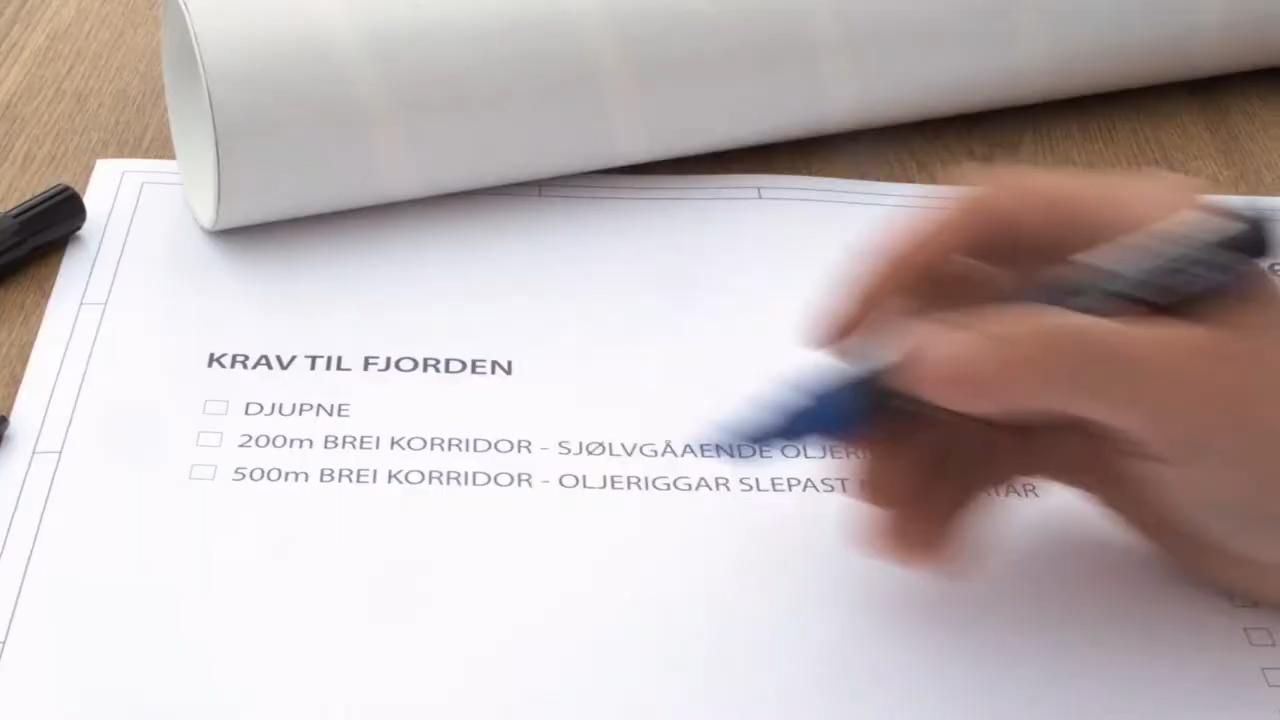 KRAV TIL FJORDEN
DJUPNE
200m BREI KORRIDOR - SJØLVGÅAENDE
500m BREI KORRIDOR - OLJERIGGAR SLEPAST